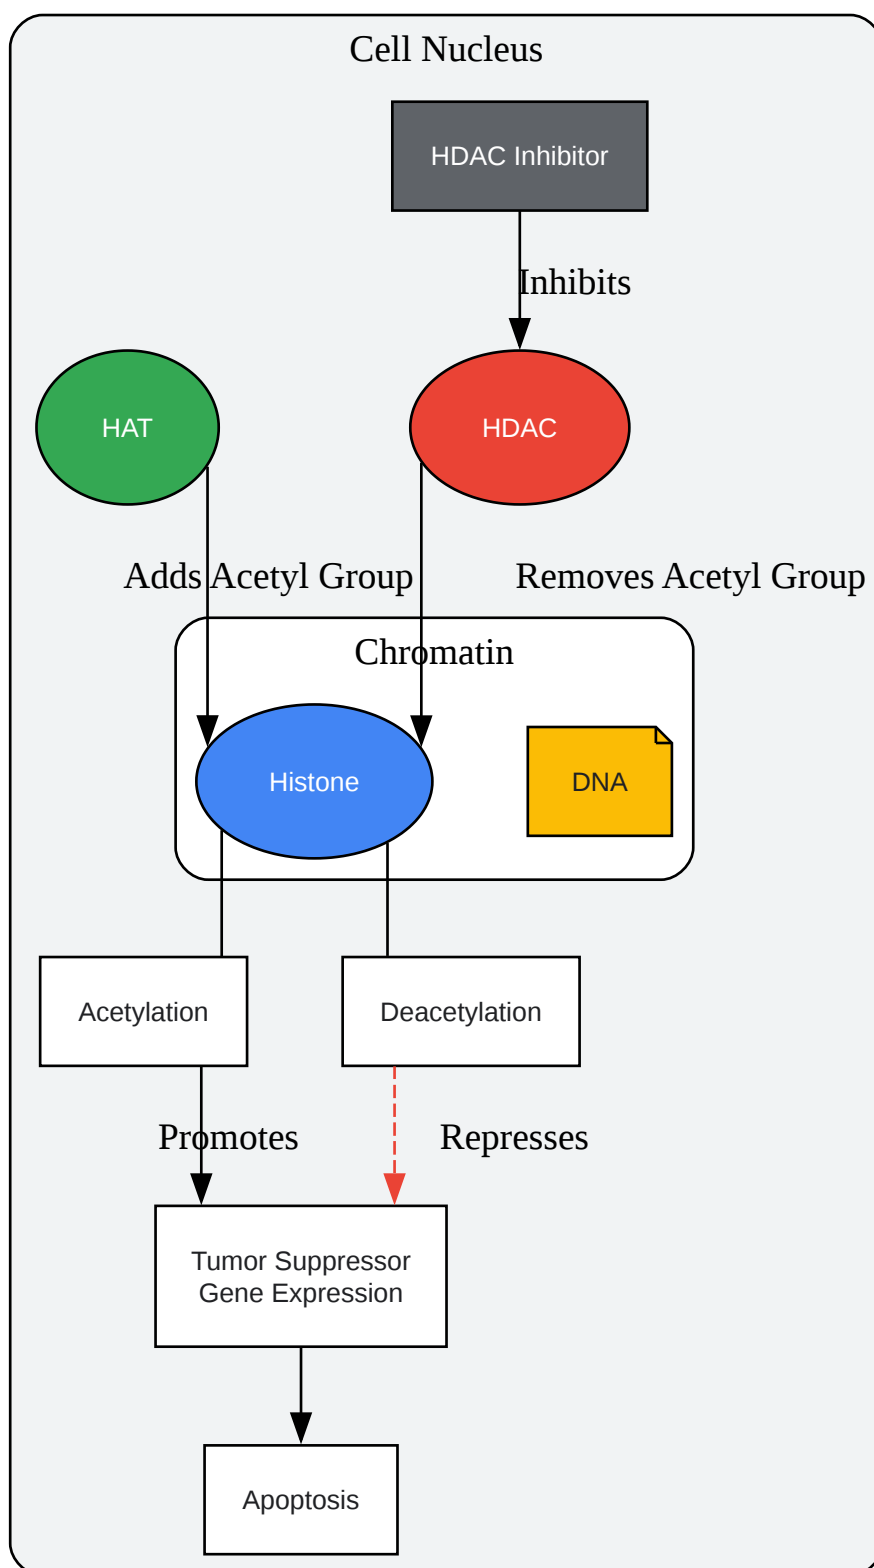 Cell Nucleus
HDAC Inhibitor
Inhibits
HAT
HDAC
Adds Acetyl Group
Removes Acetyl Group
Chromatin
Histone
DNA
Acetylation
Deacetylation
Promotes
Represses
Tumor Suppressor
Gene Expression
Apoptosis